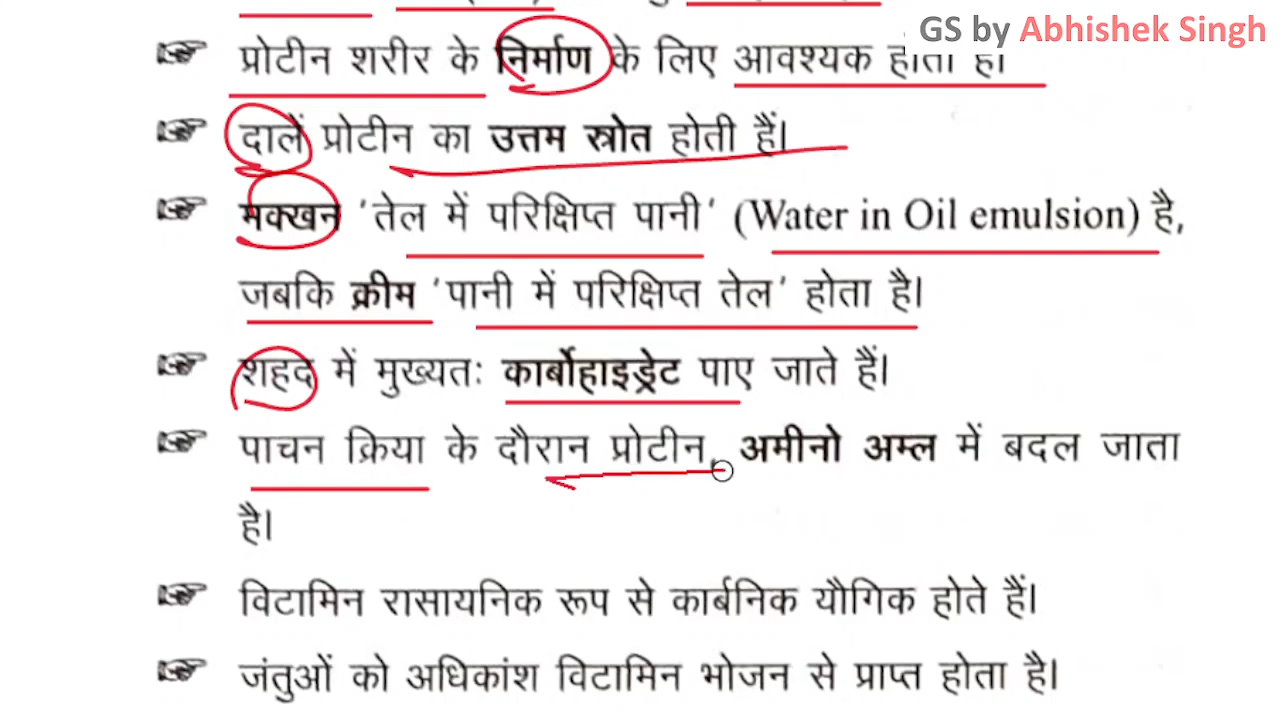 GS by Abhishek Singh
प्रोटीन शरीर के निर्माण के लिए आवश्यक होता है।
दालें प्रोटीन का उत्तम स्रोत होती हैं।
मक्खन 'तेल में परिक्षिप्त पानी' (Water in Oil emulsion) है,
जबकि क्रीम 'पानी में परिक्षिप्त तेल' होता है।
शहद में मुख्यतः कार्बोहाइड्रेट पाए जाते हैं।
पाचन क्रिया के दौरान प्रोटीन, अमीनो अम्ल में बदल जाता
है।
विटामिन रासायनिक रूप से कार्बनिक यौगिक होते हैं।
जंतुओं को अधिकांश विटामिन भोजन से प्राप्त होता है।